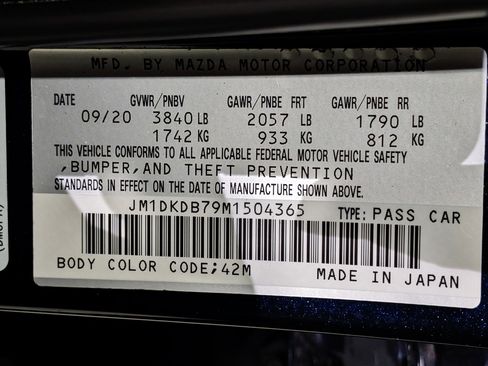 MFD. BY MAZDA MOTOR CORPORATION
DATE GVWR/PNBV GAWR/PNBE FRT GAWR/PNBE RR
09/20 3840 LB 2057 LB 1790 LB
1742 KG 933 KG 812 KG
THIS VEHICLE CONFORMS TO ALL APPLICABLE FEDERAL MOTOR VEHICLE SAFETY
,BUMPER,AND THEFT PREVENTION
STANDARDS IN EFFECT ON THE DATE OF MANUFACTURE SHOWN ABOVE.
JM1DKDB79M1504365 TYPE: PASS CAR
BODY COLOR CODE;42M MADE IN JAPAN